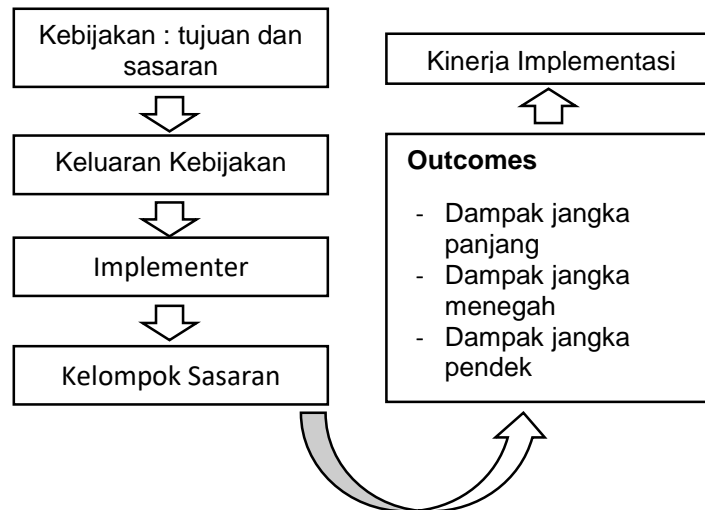 Kebijakan : tujuan dan
sasaran
Keluaran Kebijakan
Implementer
Kelompok Sasaran
Kinerja Implementasi
Outcomes
- Dampak jangka
panjang
- Dampak jangka
menegah
- Dampak jangka
pendek